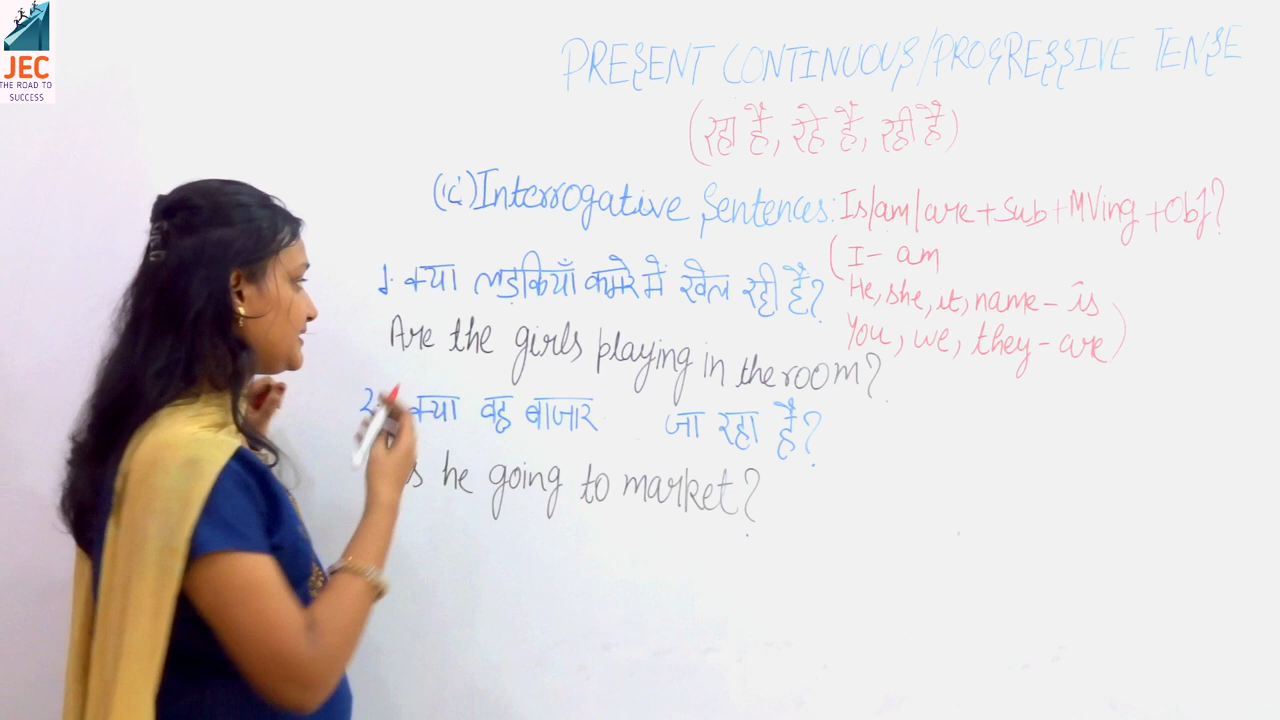 JEC
THE ROAD TO
SUCCESS
PRESENT CONTINUOUS/PROGRESSIVE TENSE
(रहा है, रहे हैं, रही है)
Interrogative Sentences: Is/am/are + Sub + MVing + Obj?
(I - am
He, she, it, name - is
You, we, they - are)
1. क्या लड़कियाँ कमरे में खेल रही हैं?
Are the girls playing in the room?
2. क्या वह बाजार जा रहा है?
he going to market?